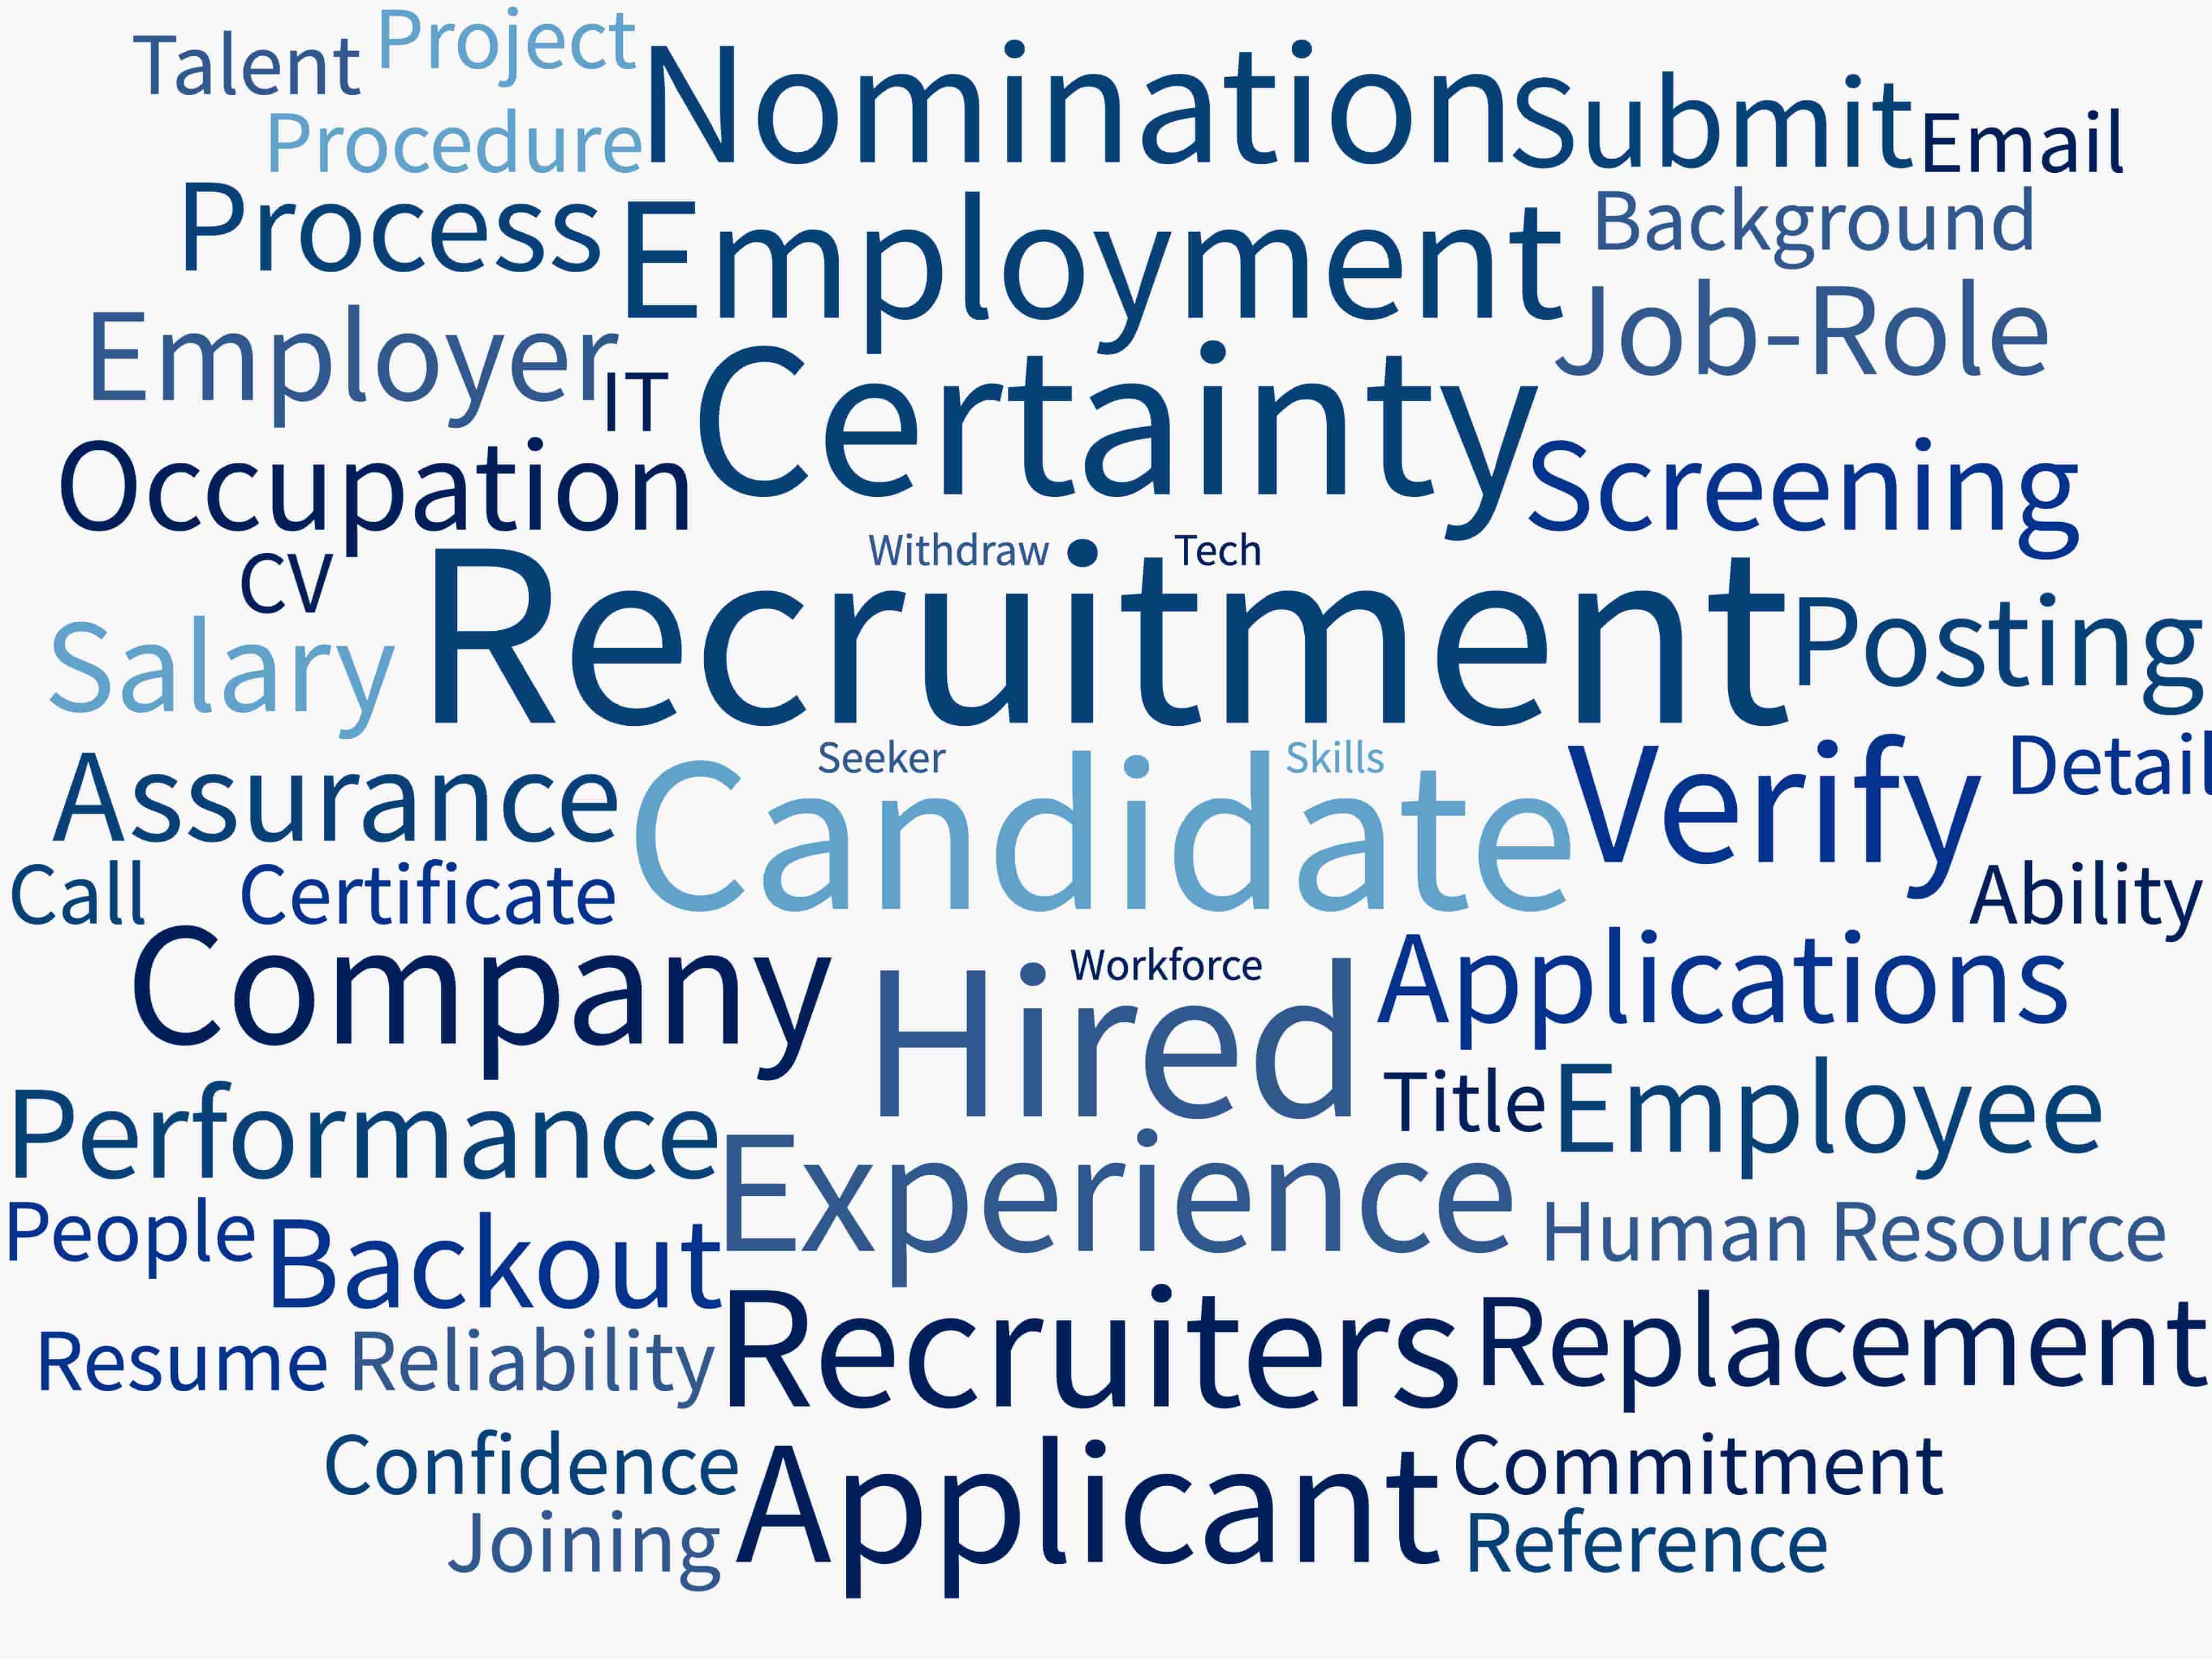 Talent Project
Procedure Nominations submit Email
Process Employment Background
Employer IT Certainty Job-Role
Occupation Screening
CV Withdraw Tech
Salary Recruitment Posting
Seeker Skills
Assurance Candidate Verify Detail
Call Certificate Ability
Company Hired Workforce Applications
Performance Title Employee
People Experience Human Resource
Backout
Resume Reliability Recruiters Replacement
Confidence Applicant Commitment
Joining Reference